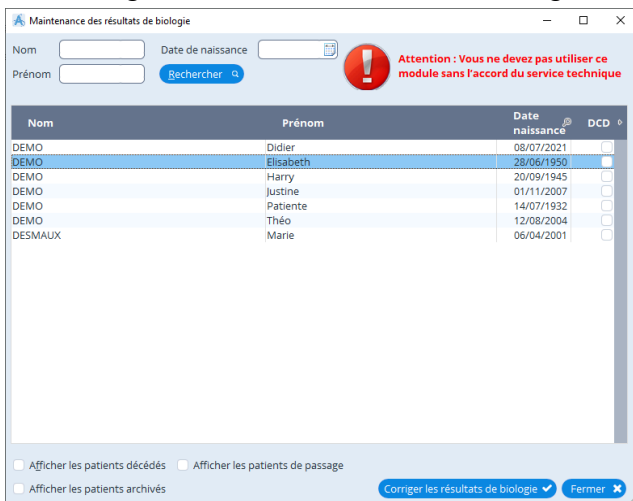 Maintenance des résultats de biologie
Nom
Date de naissance
Prénom
Rechercher
Attention : Vous ne devez pas utiliser ce
module sans l'accord du service technique
Nom Prénom Date naissance DCD
DEMO Didier 08/07/2021
DEMO Elisabeth 28/06/1950
DEMO Harry 20/09/1945
DEMO Justine 01/11/2007
DEMO Patiente 14/07/1932
DEMO Théo 12/08/2004
DESMAUX Marie 06/04/2001
Afficher les patients décédés Afficher les patients de passage
Afficher les patients archivés
Corriger les résultats de biologie Fermer